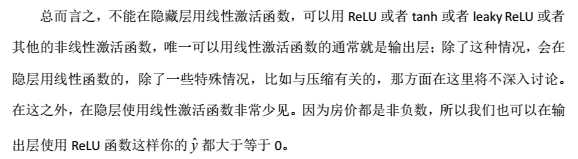 总而言之，不能在隐藏层用线性激活函数，可以用 ReLU 或者 tanh 或者 leaky ReLU 或者
其他的非线性激活函数，唯一可以用线性激活函数的通常就是输出层；除了这种情况，会在
隐层用线性函数的，除了一些特殊情况，比如与压缩有关的，那方面在这里将不深入讨论。
在这之外，在隐层使用线性激活函数非常少见。因为房价都是非负数，所以我们也可以在输
出层使用 ReLU 函数这样你的 ŷ 都大于等于 0。